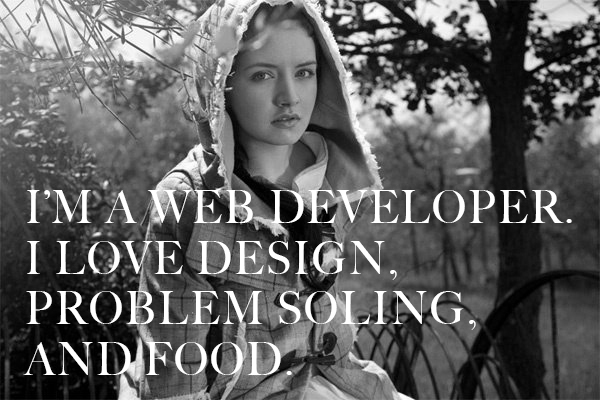 I'M A WEB DEVELOPER.
I LOVE DESIGN,
PROBLEM SOLING,
AND FOOD.